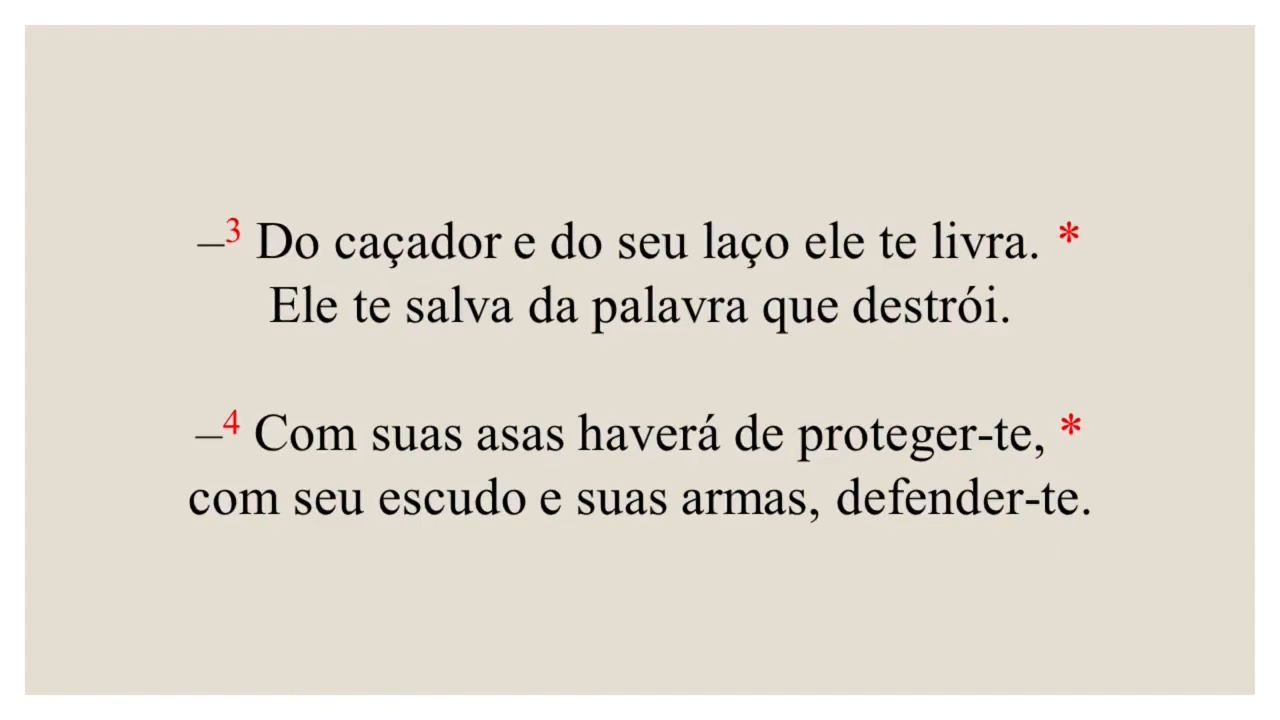 –³ Do caçador e do seu laço ele te livra. *
Ele te salva da palavra que destrói.
–⁴ Com suas asas haverá de proteger-te, *
com seu escudo e suas armas, defender-te.